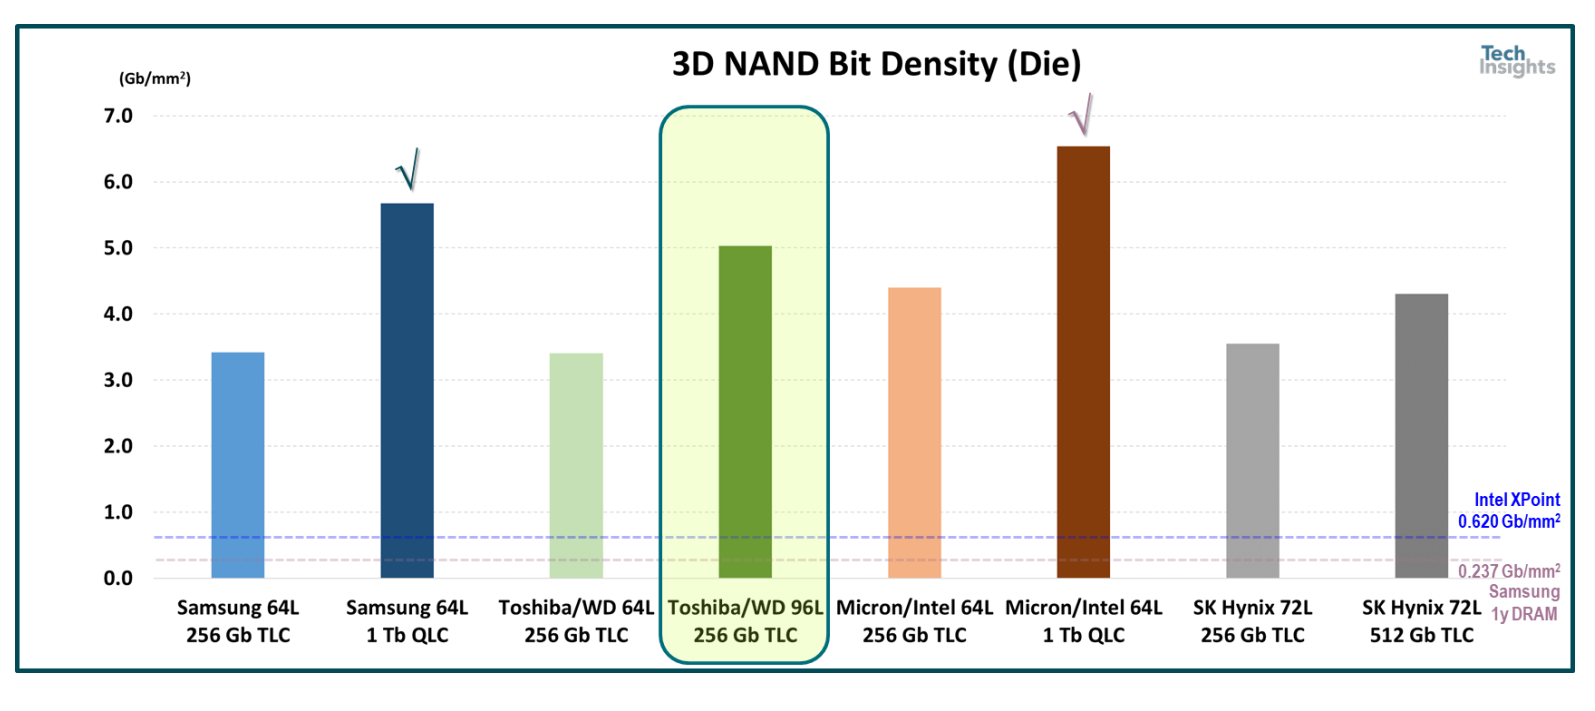 3D NAND Bit Density (Die)
Tech
Insights
(Gb/mm²)
7.0
6.0
5.0
4.0
3.0
2.0
1.0
0.0
√
√
Intel XPoint
0.620 Gb/mm²
0.237 Gb/mm²
Samsung
1y DRAM
Samsung 64L
256 Gb TLC
Samsung 64L
1 Tb QLC
Toshiba/WD 64L
256 Gb TLC
Toshiba/WD 96L
256 Gb TLC
Micron/Intel 64L
256 Gb TLC
Micron/Intel 64L
1 Tb QLC
SK Hynix 72L
256 Gb TLC
SK Hynix 72L
512 Gb TLC